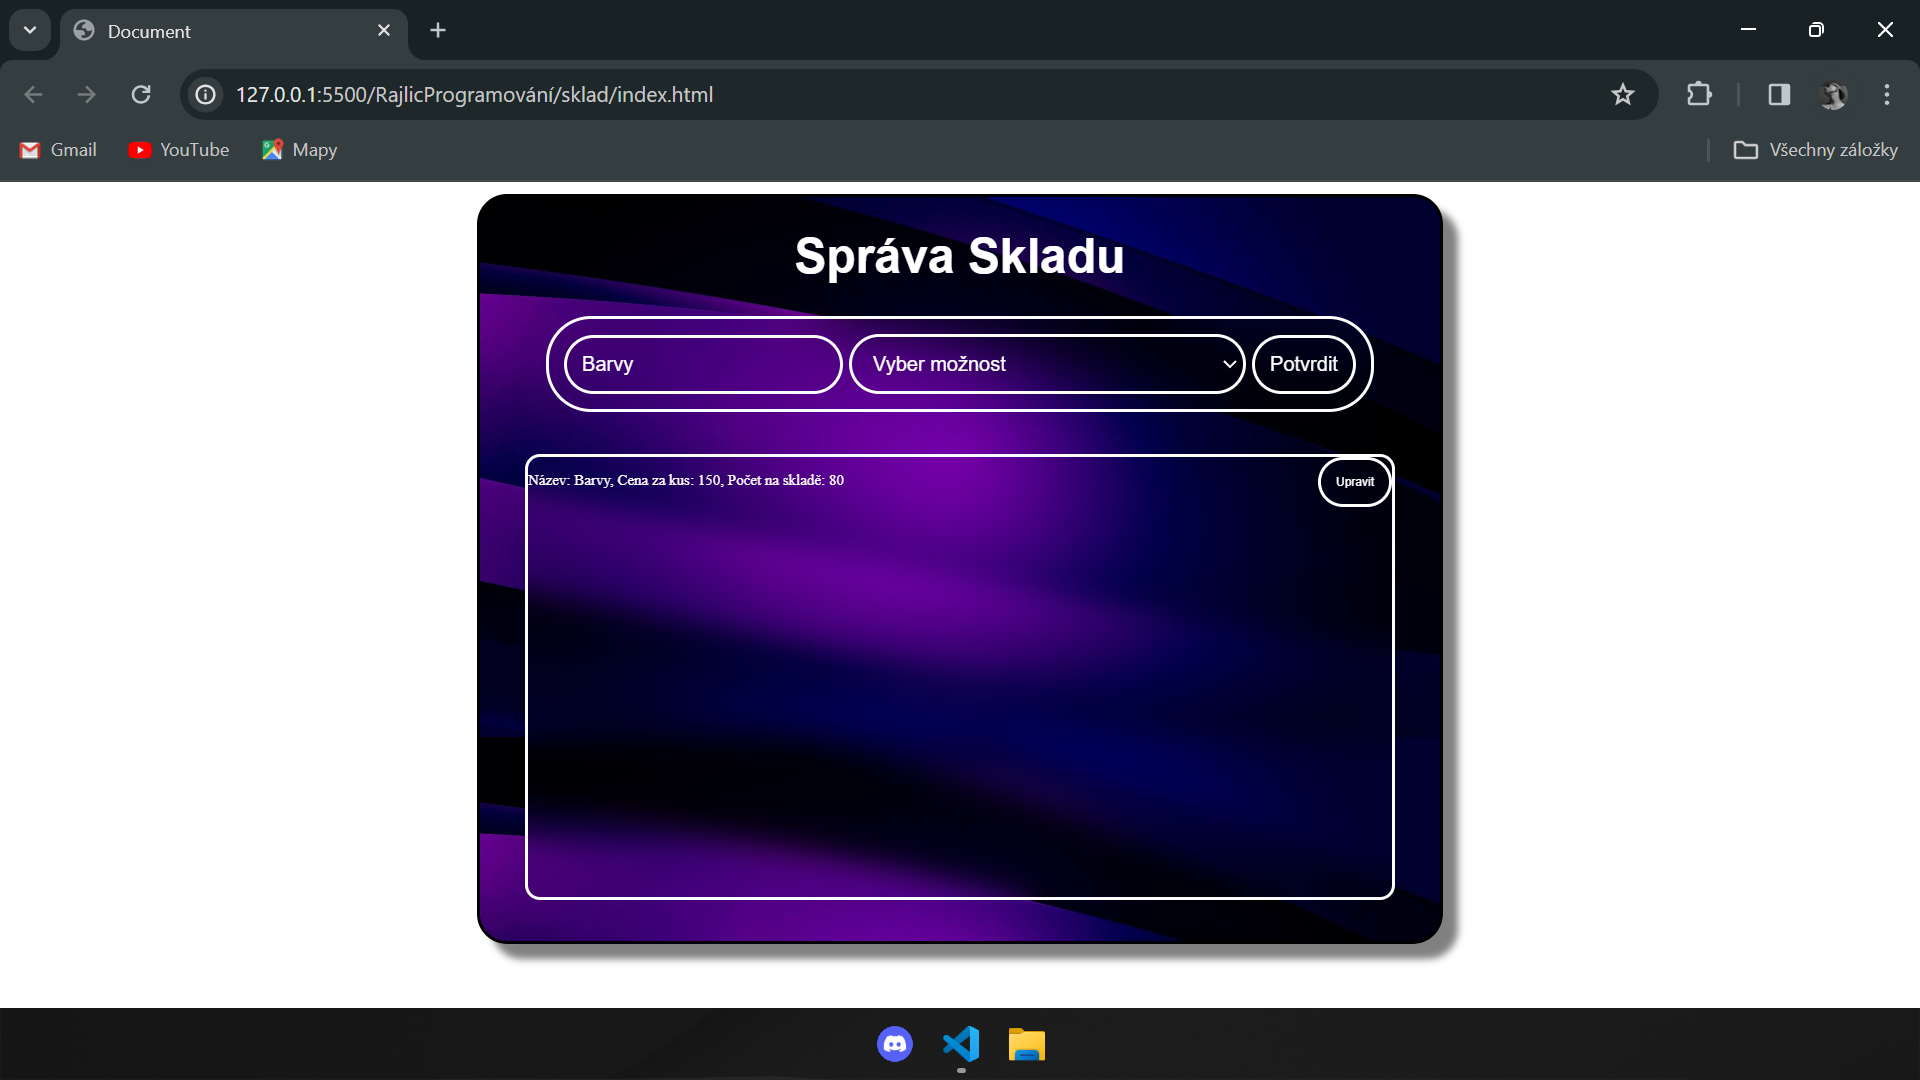 Document
127.0.0.1:5500/RajlicProgramování/sklad/index.html
Gmail YouTube Mapy Všechny záložky
Správa Skladu
Barvy Vyber možnost Potvrdit
Název: Barvy, Cena za kus: 150, Počet na skladě: 80 Upravit